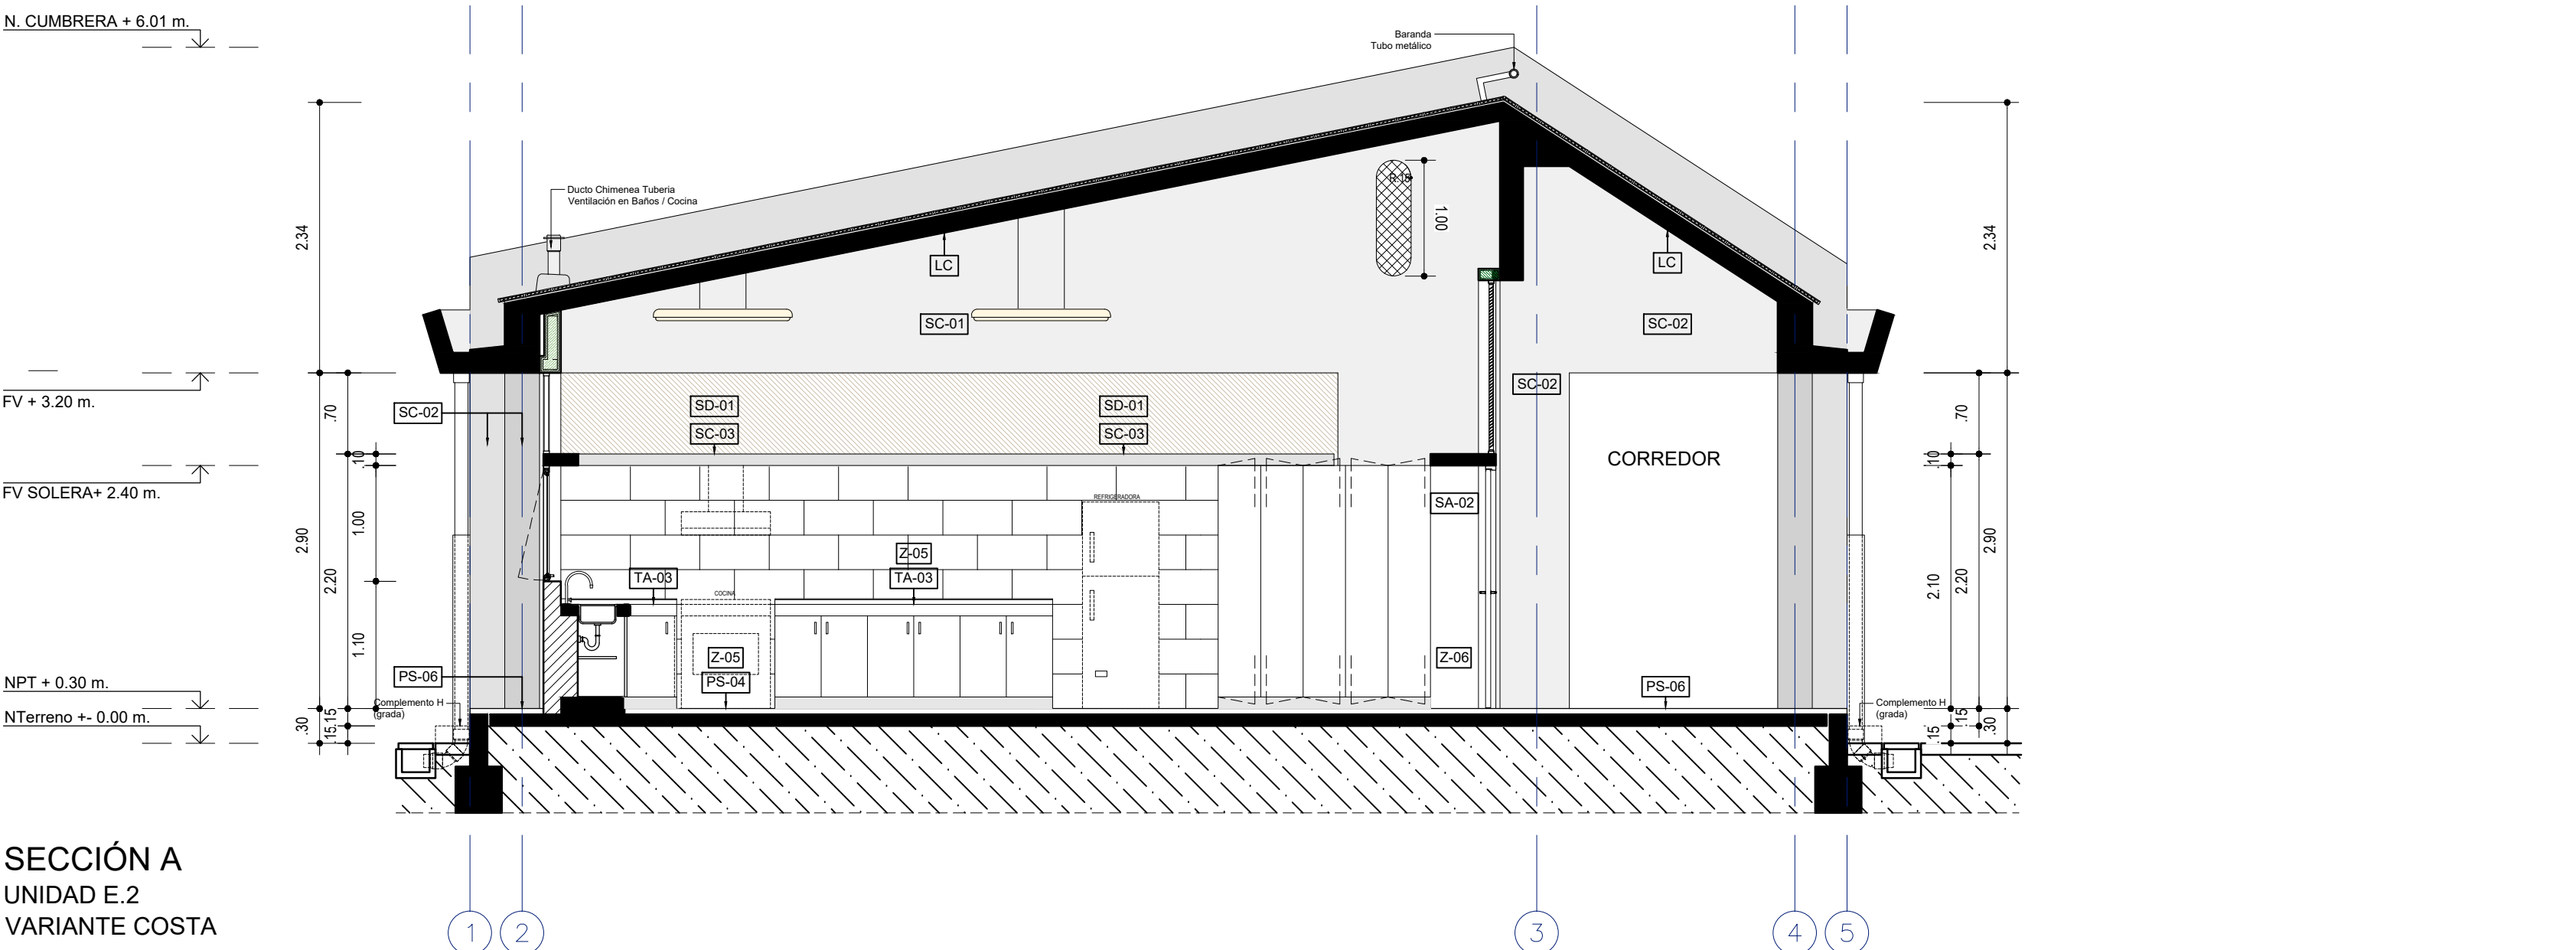 N. CUMBRERA + 6.01 m.
Baranda
Tubo metálico
Ducto Chimenea Tuberia
Ventilación en Baños / Cocina
R.15
1.00
2.34
2.34
LC
LC
SC-01
SC-02
SC-02
FV + 3.20 m.
SC-02
SD-01
SD-01
SC-03
SC-03
.70
.70
CORREDOR
.10
.10
FV SOLERA+ 2.40 m.
REFRIGERADORA
SA-02
1.00
2.90
2.90
Z-05
TA-03
TA-03
2.20
2.10
2.20
COCINA
1.10
Z-05
Z-06
PS-06
PS-04
PS-06
NPT + 0.30 m.
Complemento H
(grada)
Complemento H
(grada)
NTerreno +- 0.00 m.
.30
.15
.15
.15
.15
.30
SECCIÓN A
UNIDAD E.2
VARIANTE COSTA
1
2
3
4
5